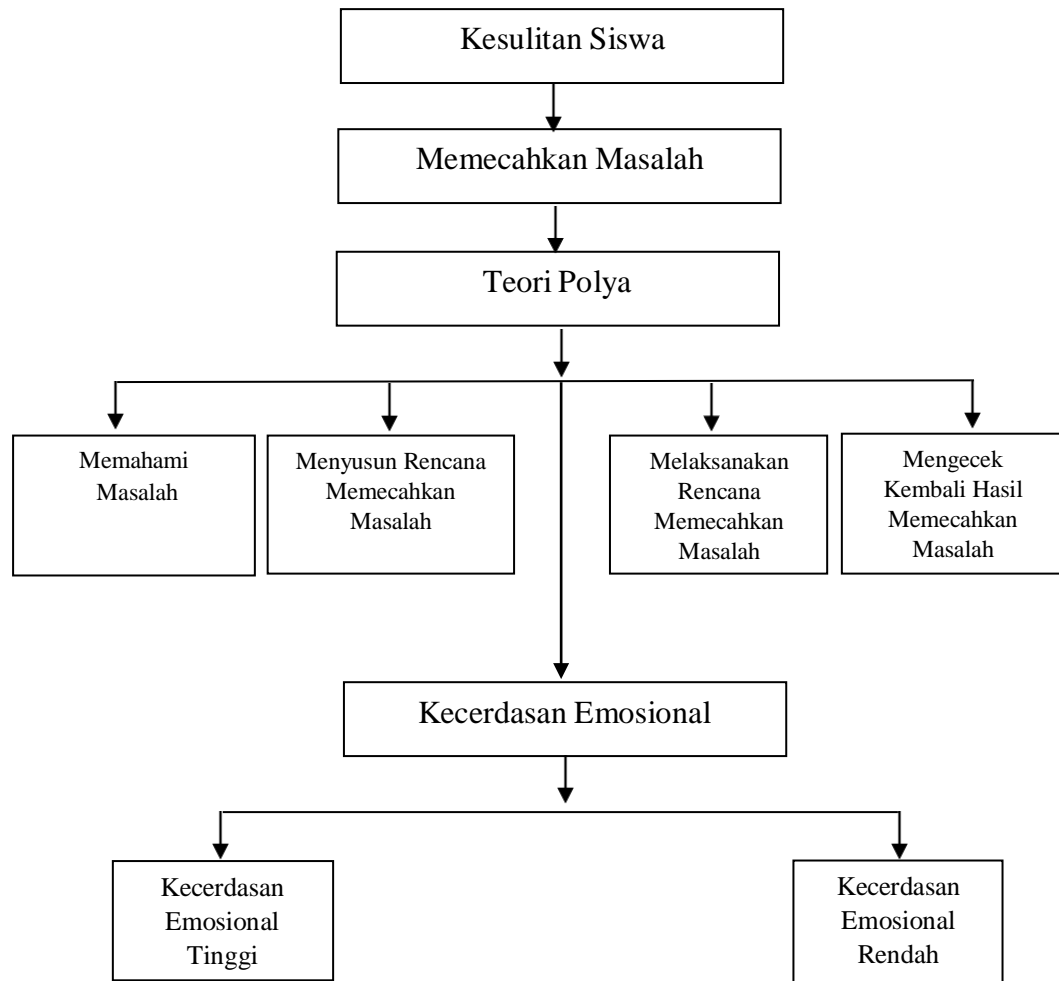 Kesulitan Siswa
Memecahkan Masalah
Teori Polya
Memahami
Masalah
Menyusun Rencana
Memecahkan
Masalah
Melaksanakan
Rencana
Memecahkan
Masalah
Mengecek
Kembali Hasil
Memecahkan
Masalah
Kecerdasan Emosional
Kecerdasan
Emosional
Tinggi
Kecerdasan
Emosional
Rendah